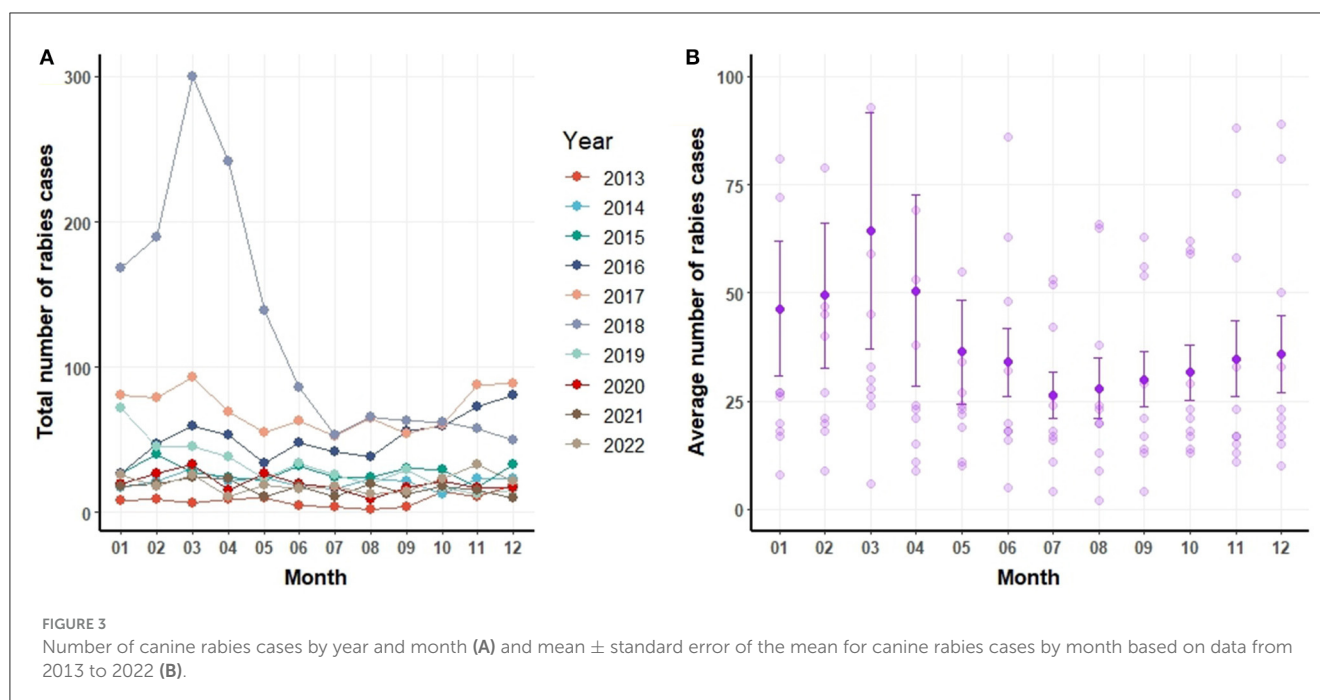 A
Total number of rabies cases
300
200
100
0
01 02 03 04 05 06 07 08 09 10 11 12
Month
Year
2013
2014
2015
2016
2017
2018
2019
2020
2021
2022
B
Average number of rabies cases
100
75
50
25
0
01 02 03 04 05 06 07 08 09 10 11 12
Month
FIGURE 3
Number of canine rabies cases by year and month (A) and mean ± standard error of the mean for canine rabies cases by month based on data from
2013 to 2022 (B).